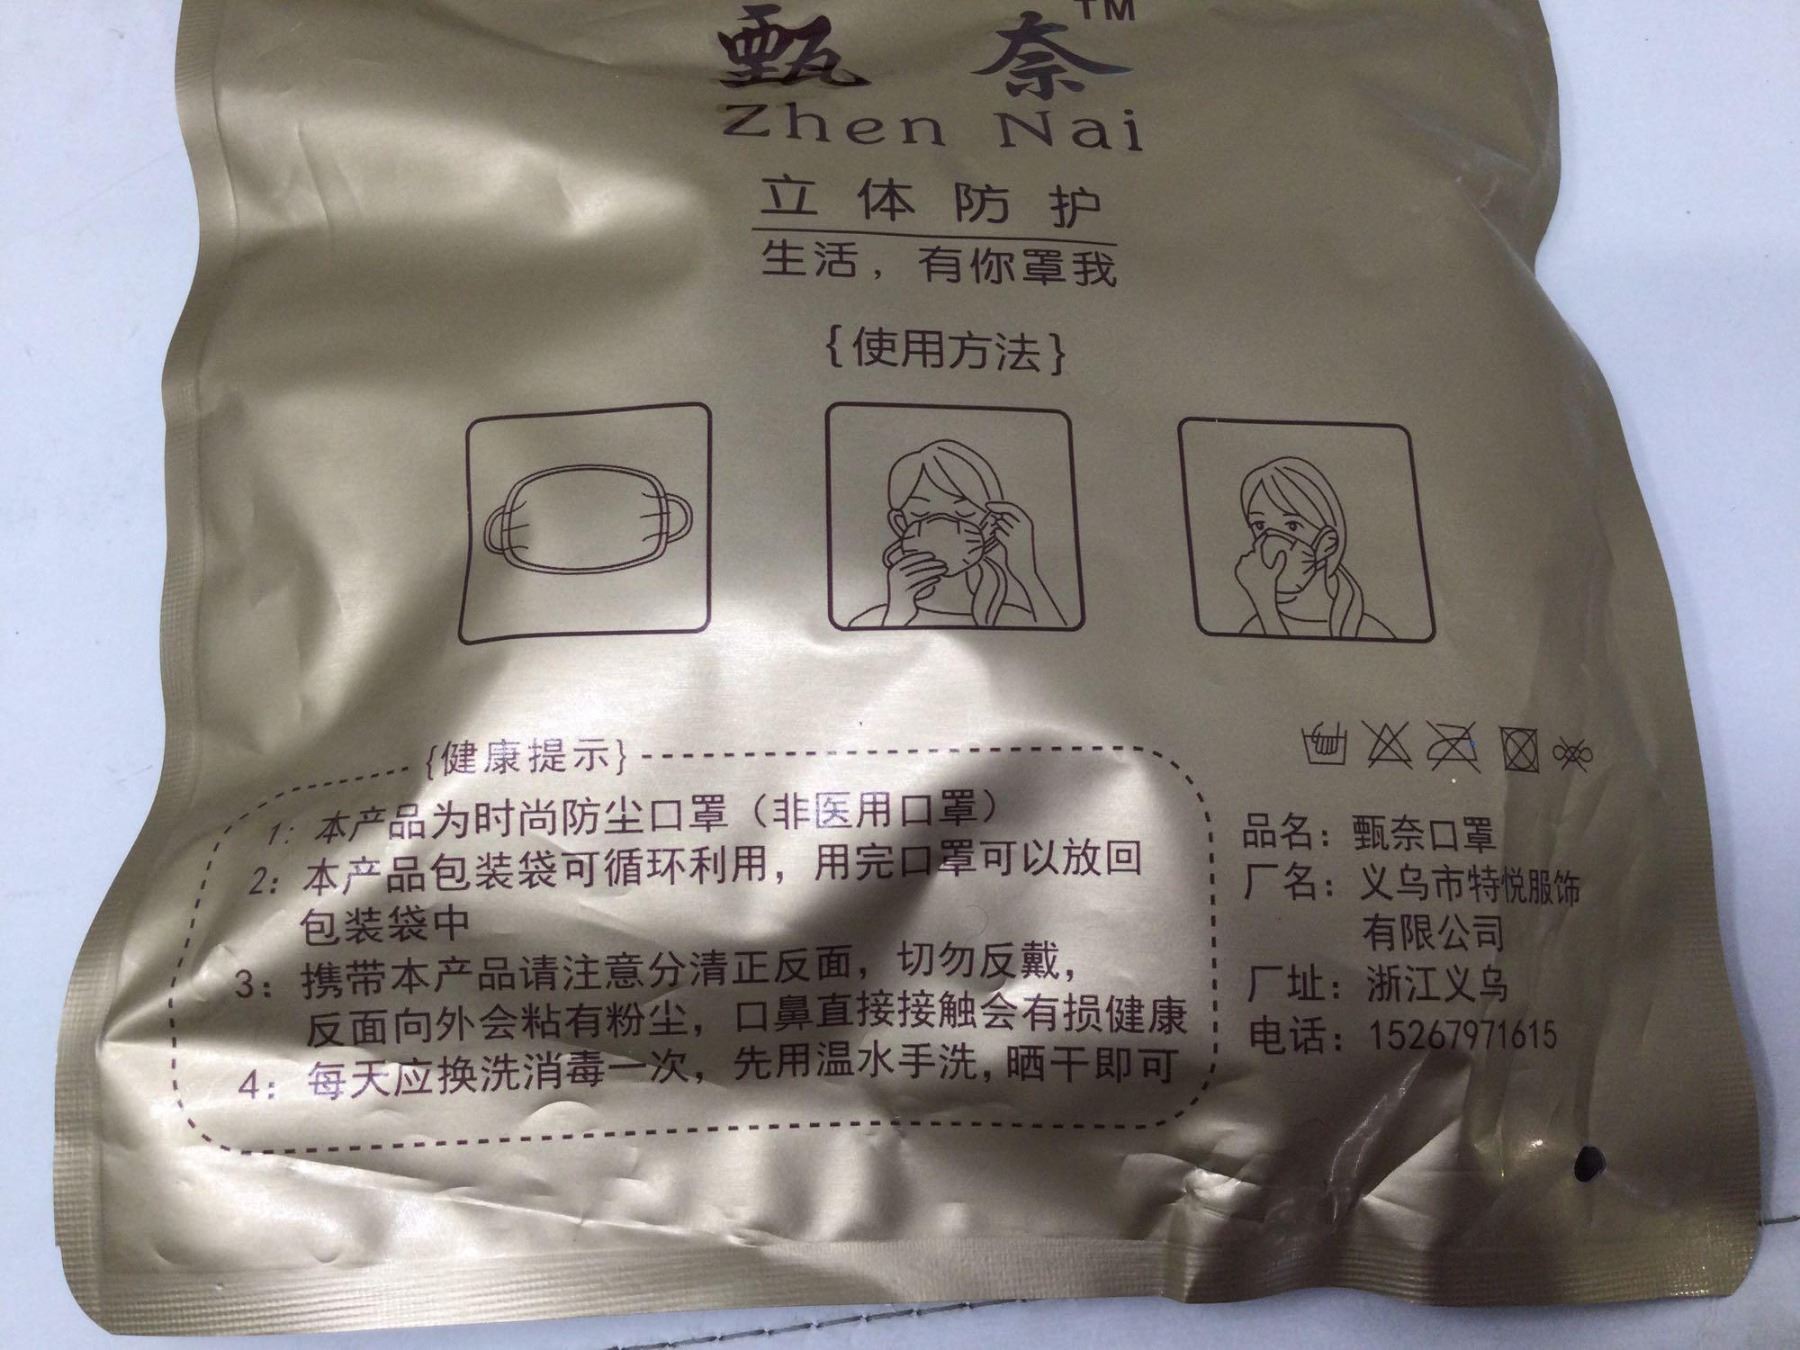 甄奈TM
Zhen Nai
立体防护
生活，有你罩我
{使用方法}
{健康提示}
1：本产品为时尚防尘口罩（非医用口罩）
2：本产品包装袋可循环利用，用完口罩可以放回
包装袋中
3：携带本产品请注意分清正反面，切勿反戴，
反面向外会粘有粉尘，口鼻直接接触会有损健康
4：每天应换洗消毒一次，先用温水手洗，晒干即可
品名：甄奈口罩
厂名：义乌市特悦服饰
有限公司
厂址：浙江义乌
电话：15267971615